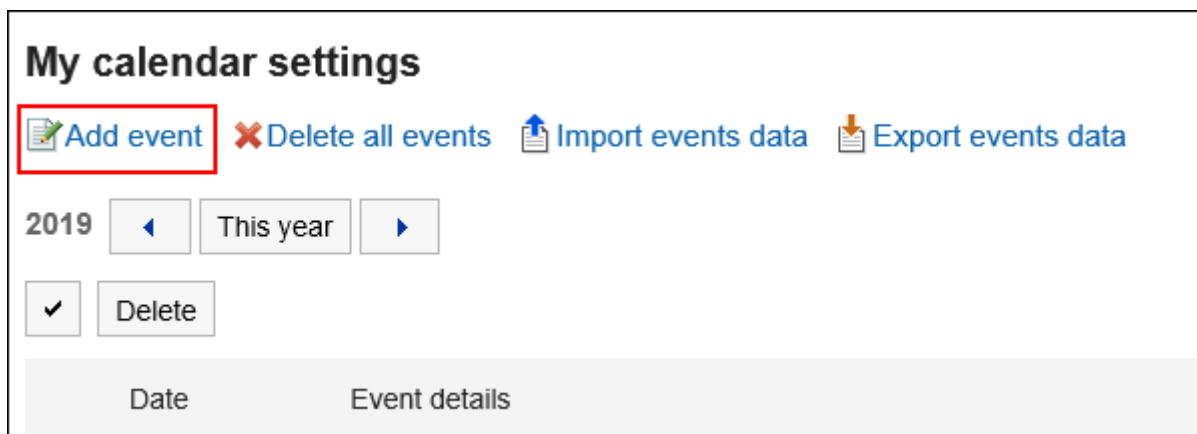 My calendar settings
Add event Delete all events Import events data Export events data
2019 This year
Delete
Date Event details